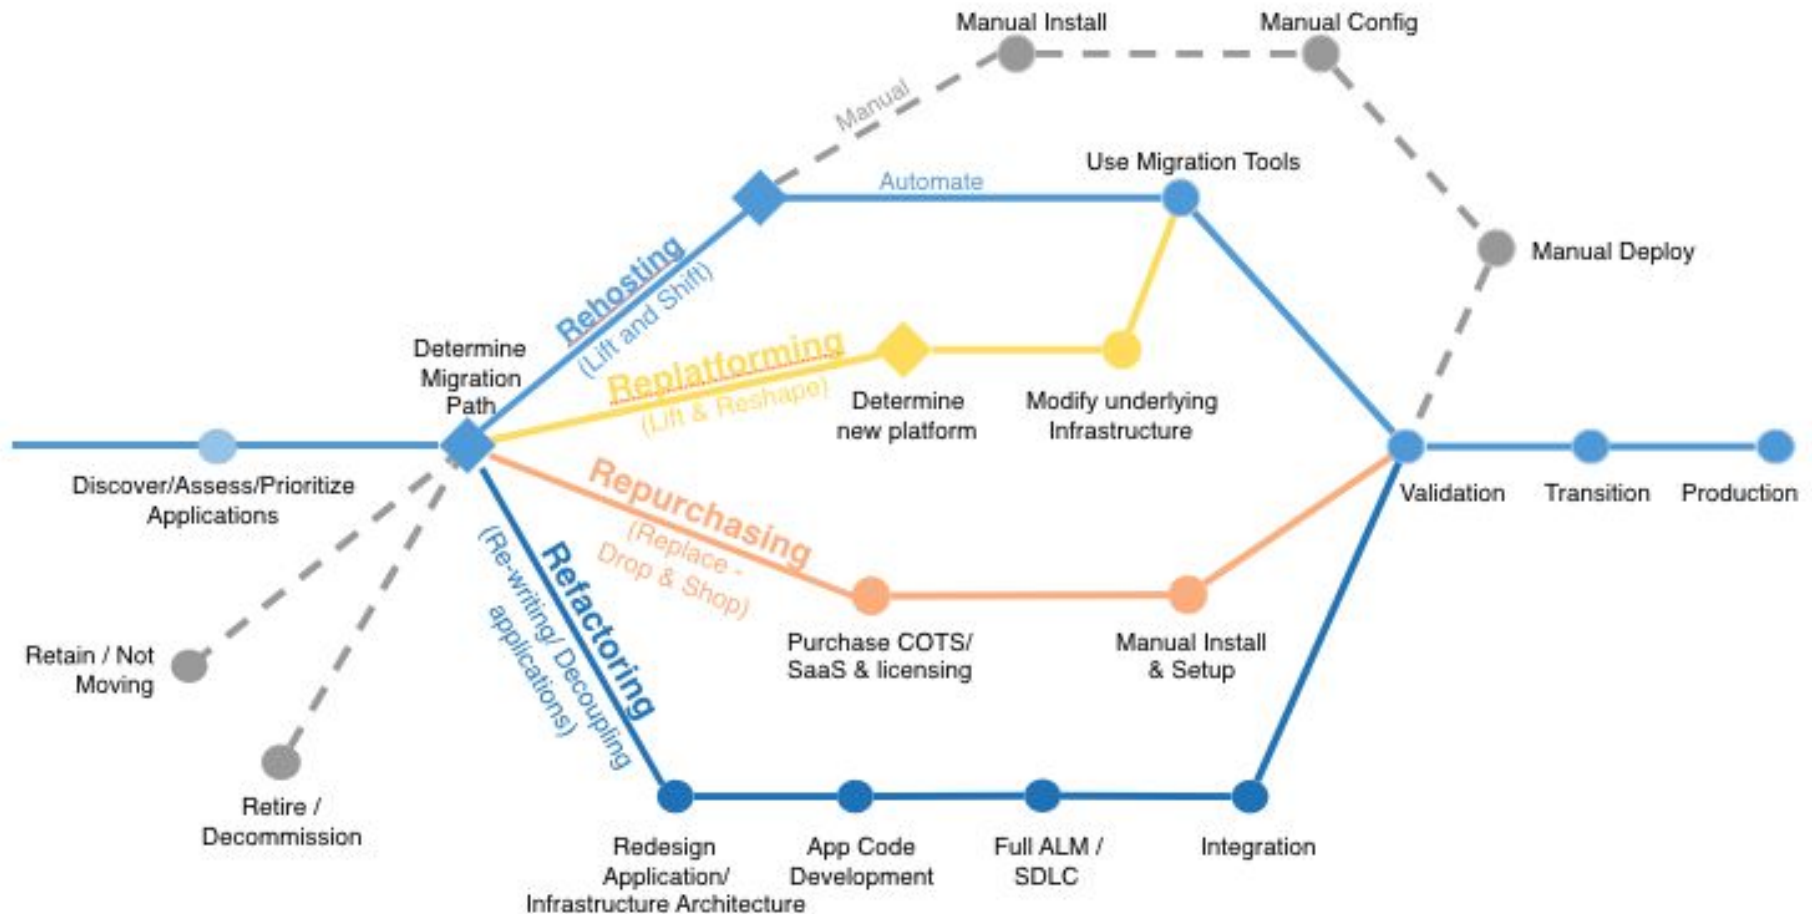 Manual Install
Manual Config
Manual
Use Migration Tools
Automate
Manual Deploy
Rehosting
(Lift and Shift)
Determine
Migration
Path
Replatforming
(Lift & Reshape)
Determine
new platform
Modify underlying
Infrastructure
Discover/Assess/Prioritize
Applications
Repurchasing
(Replace -
Drop & Shop)
Validation
Transition
Production
Refactoring
(Re-writing/ Decoupling
applications)
Purchase COTS/
SaaS & licensing
Manual Install
& Setup
Retain / Not
Moving
Retire /
Decommission
Redesign
Application/
Infrastructure Architecture
App Code
Development
Full ALM /
SDLC
Integration